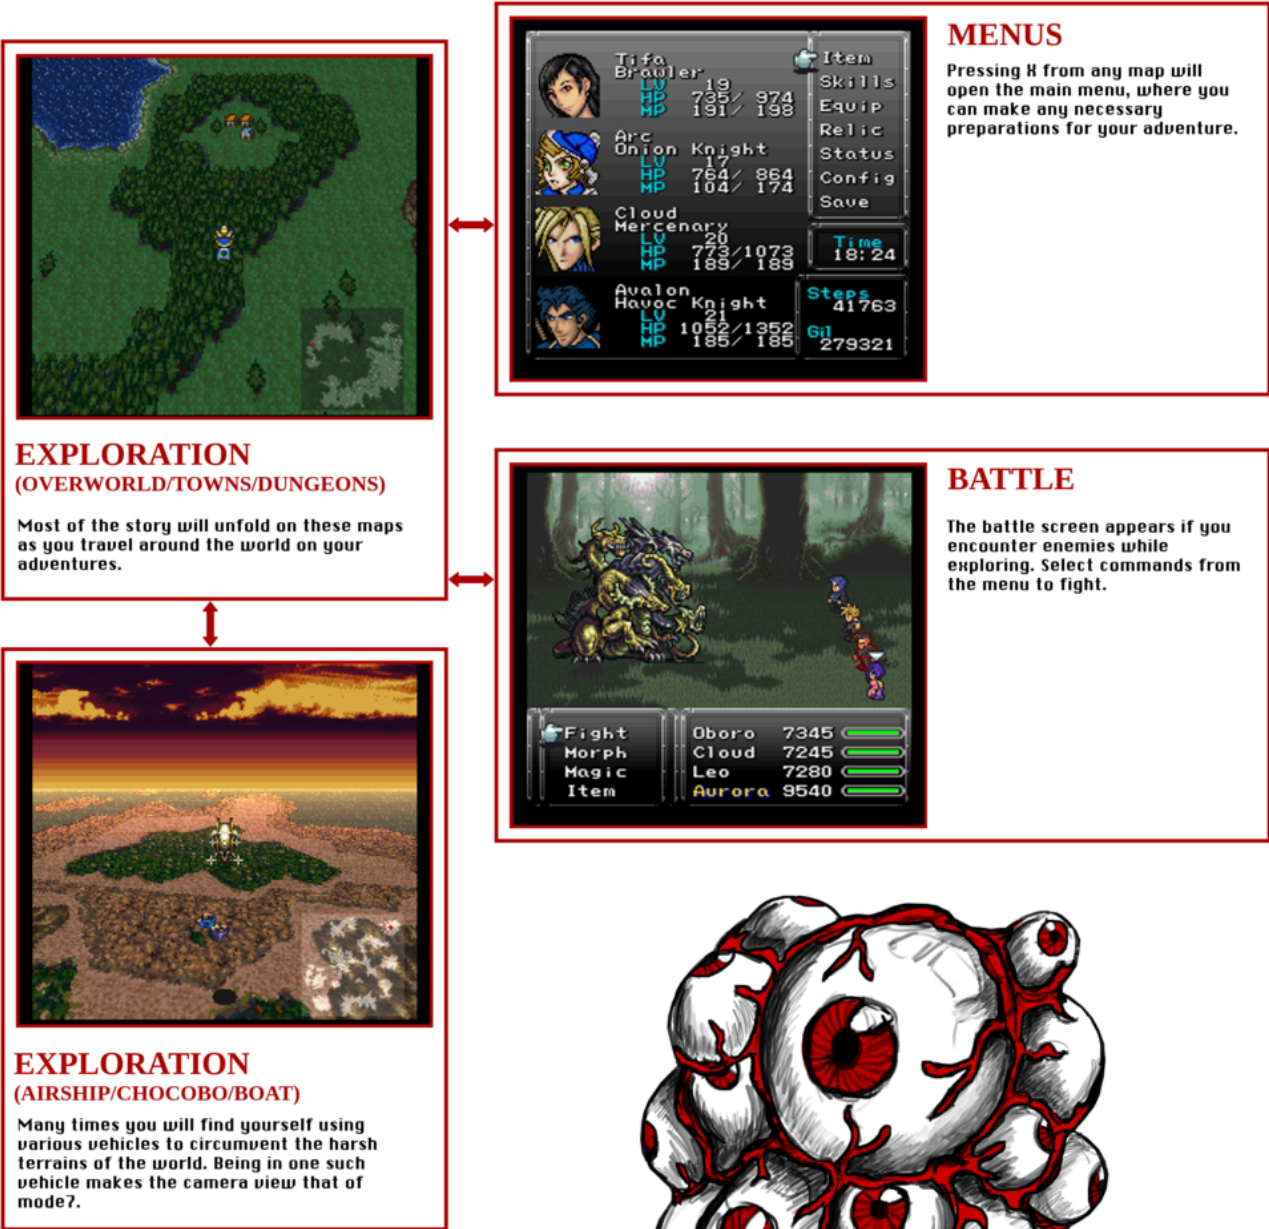 EXPLORATION
(OVERWORLD/TOWNS/DUNGEONS)
Most of the story will unfold on these maps
as you travel around the world on your
adventures.
EXPLORATION
(AIRSHIP/CHOCOBO/BOAT)
Many times you will find yourself using
various vehicles to circumvent the harsh
terrains of the world. Being in one such
vehicle makes the camera view that of
mode7.
Tifa
Brawler
LV 19
HP 735/ 974
MP 191/ 198
Arc
Onion Knight
LV 17
HP 764/ 864
MP 104/ 174
Cloud
Mercenary
LV 20
HP 773/1073
MP 189/ 189
Avalon
Havoc Knight
LV 21
HP 1052/1352
MP 185/ 185
Item
Skills
Equip
Relic
Status
Config
Save
Time
18:24
Steps
41763
Gil
279321
MENUS
Pressing X from any map will
open the main menu, where you
can make any necessary
preparations for your adventure.
Fight
Morph
Magic
Item
Oboro 7345
Cloud 7245
Leo 7280
Aurora 9540
BATTLE
The battle screen appears if you
encounter enemies while
exploring. Select commands from
the menu to fight.